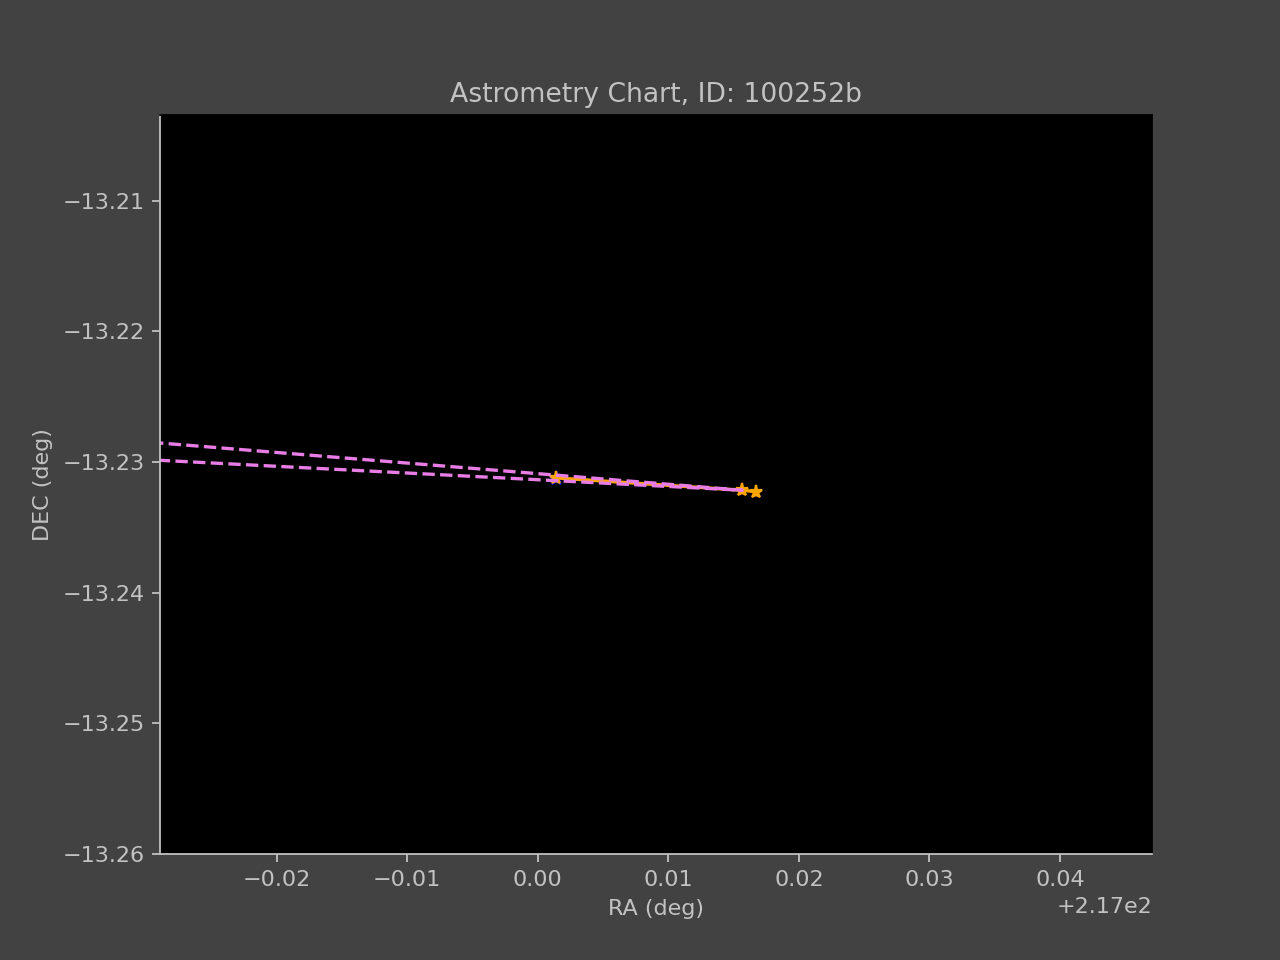 Astrometry Chart, ID: 100252b
−13.21
−13.22
−13.23
−13.24
−13.25
−13.26
DEC (deg)
−0.02 −0.01 0.00 0.01 0.02 0.03 0.04
RA (deg)
+2.17e2